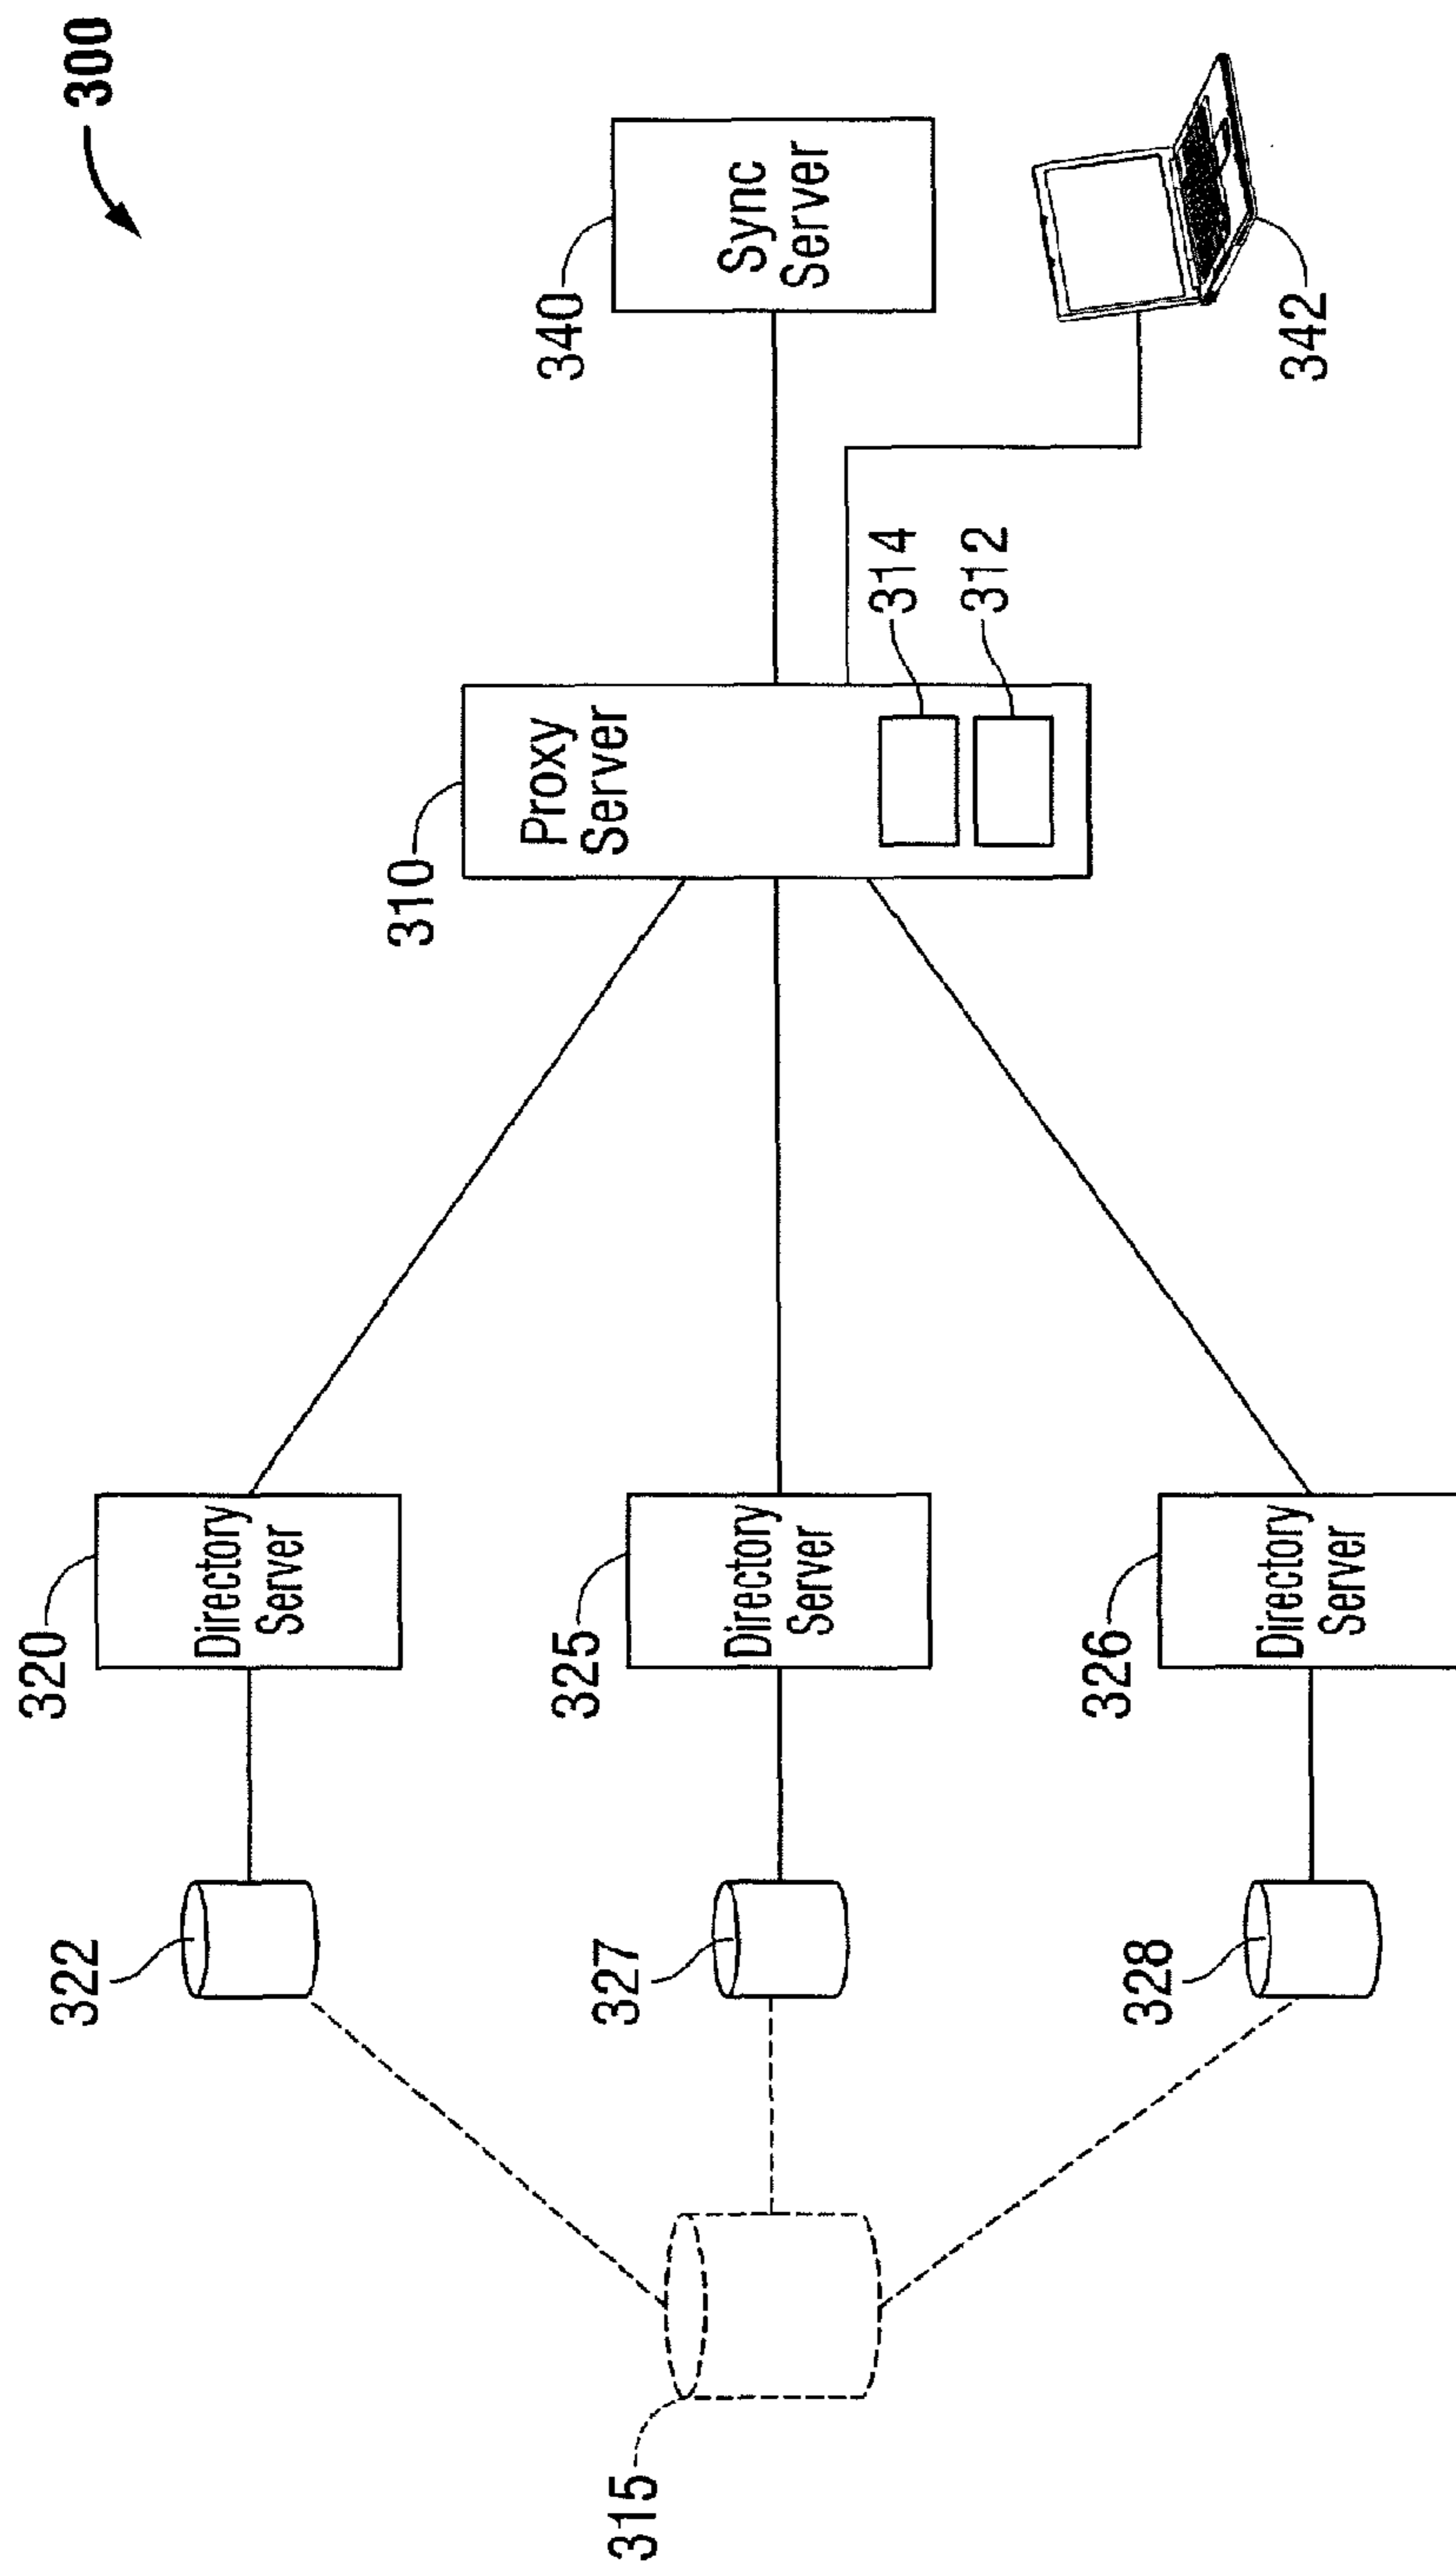 300
340
Sync
Server
342
310
Proxy
Server
314
312
320
Directory
Server
325
Directory
Server
326
Directory
Server
322
327
328
315